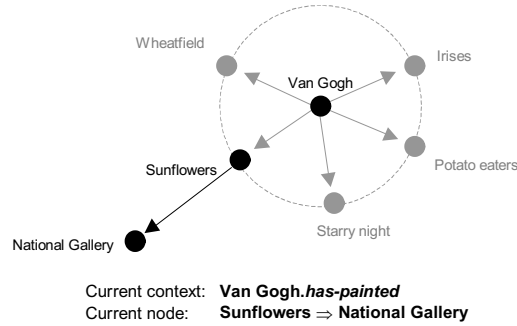 Wheatfield
Irises
Van Gogh
Sunflowers
Potato eaters
Starry night
National Gallery
Current context: Van Gogh.has-painted
Current node: Sunflowers ⇒ National Gallery